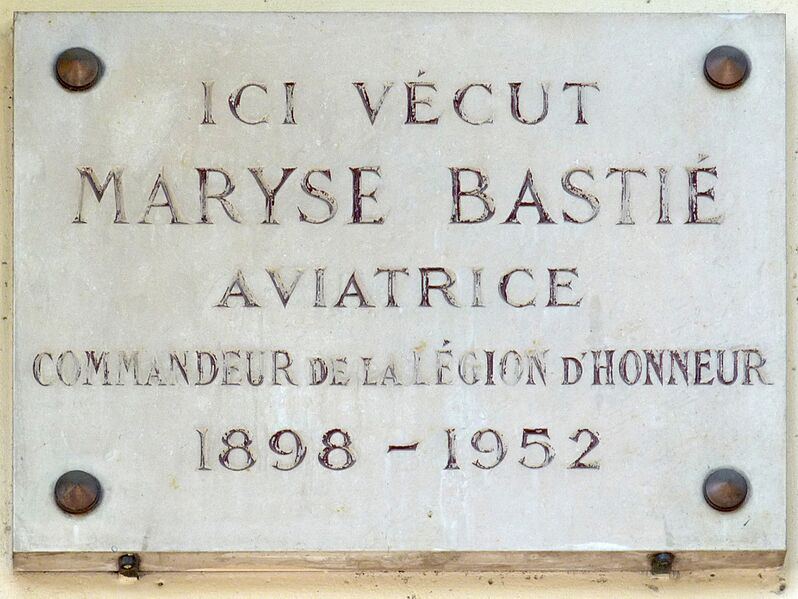 ICI VÉCUT
MARYSE BASTIÉ
AVIATRICE
COMMANDEUR DE LA LÉGION D'HONNEUR
1898 - 1952